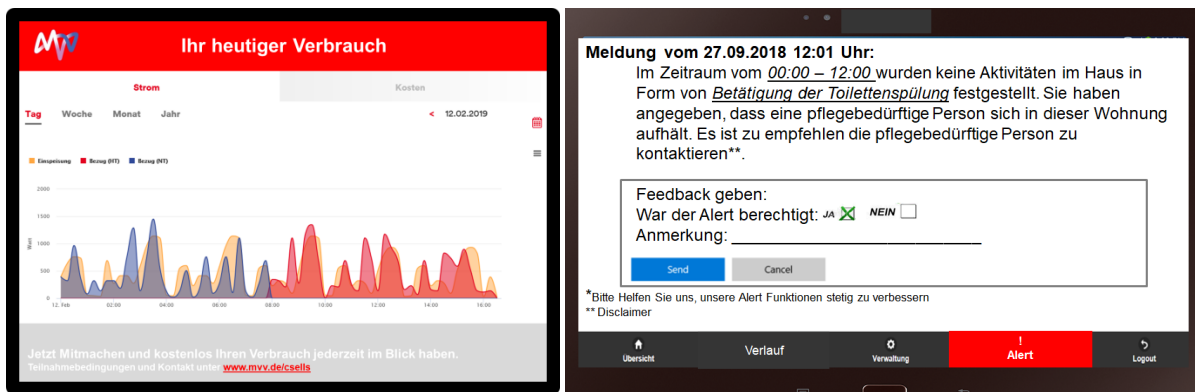 MVV
Ihr heutiger Verbrauch
Strom
Kosten
Tag Woche Monat Jahr
< 12.02.2019
Einspeisung Bezug (HT) Bezug (NT)
2000
1500
Watt
1000
500
0
12. Feb 02:00 04:00 06:00 08:00 10:00 12:00 14:00 16:00
Jetzt Mitmachen und kostenlos Ihren Verbrauch jederzeit im Blick haben.
Teilnahmebedingungen und Kontakt unter www.mvv.de/csells
Meldung vom 27.09.2018 12:01 Uhr:
Im Zeitraum vom 00:00 – 12:00 wurden keine Aktivitäten im Haus in
Form von Betätigung der Toilettenspülung festgestellt. Sie haben
angegeben, dass eine pflegebedürftige Person sich in dieser Wohnung
aufhält. Es ist zu empfehlen die pflegebedürftige Person zu
kontaktieren**.
Feedback geben:
War der Alert berechtigt: JA NEIN
Anmerkung: ___________________________
Send Cancel
*Bitte Helfen Sie uns, unsere Alert Funktionen stetig zu verbessern
** Disclaimer
Übersicht
Verlauf
Verwaltung
!
Alert
Logout